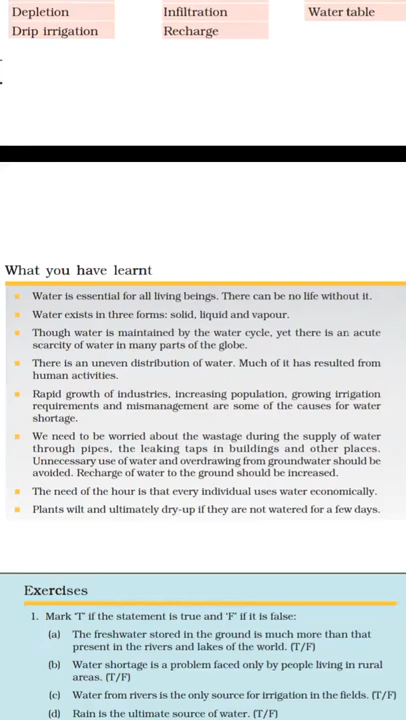 Depletion Infiltration Water table
Drip irrigation Recharge
What you have learnt
Water is essential for all living beings. There can be no life without it.
Water exists in three forms: solid, liquid and vapour.
Though water is maintained by the water cycle, yet there is an acute
scarcity of water in many parts of the globe.
There is an uneven distribution of water. Much of it has resulted from
human activities.
Rapid growth of industries, increasing population, growing irrigation
requirements and mismanagement are some of the causes for water
shortage.
We need to be worried about the wastage during the supply of water
through pipes, the leaking taps in buildings and other places.
Unnecessary use of water and overdrawing from groundwater should be
avoided. Recharge of water to the ground should be increased.
The need of the hour is that every individual uses water economically.
Plants wilt and ultimately dry-up if they are not watered for a few days.
Exercises
1. Mark 'T' if the statement is true and 'F' if it is false:
(a) The freshwater stored in the ground is much more than that
present in the rivers and lakes of the world. (T/F)
(b) Water shortage is a problem faced only by people living in rural
areas. (T/F)
(c) Water from rivers is the only source for irrigation in the fields. (T/F)
(d) Rain is the ultimate source of water. (T/F)